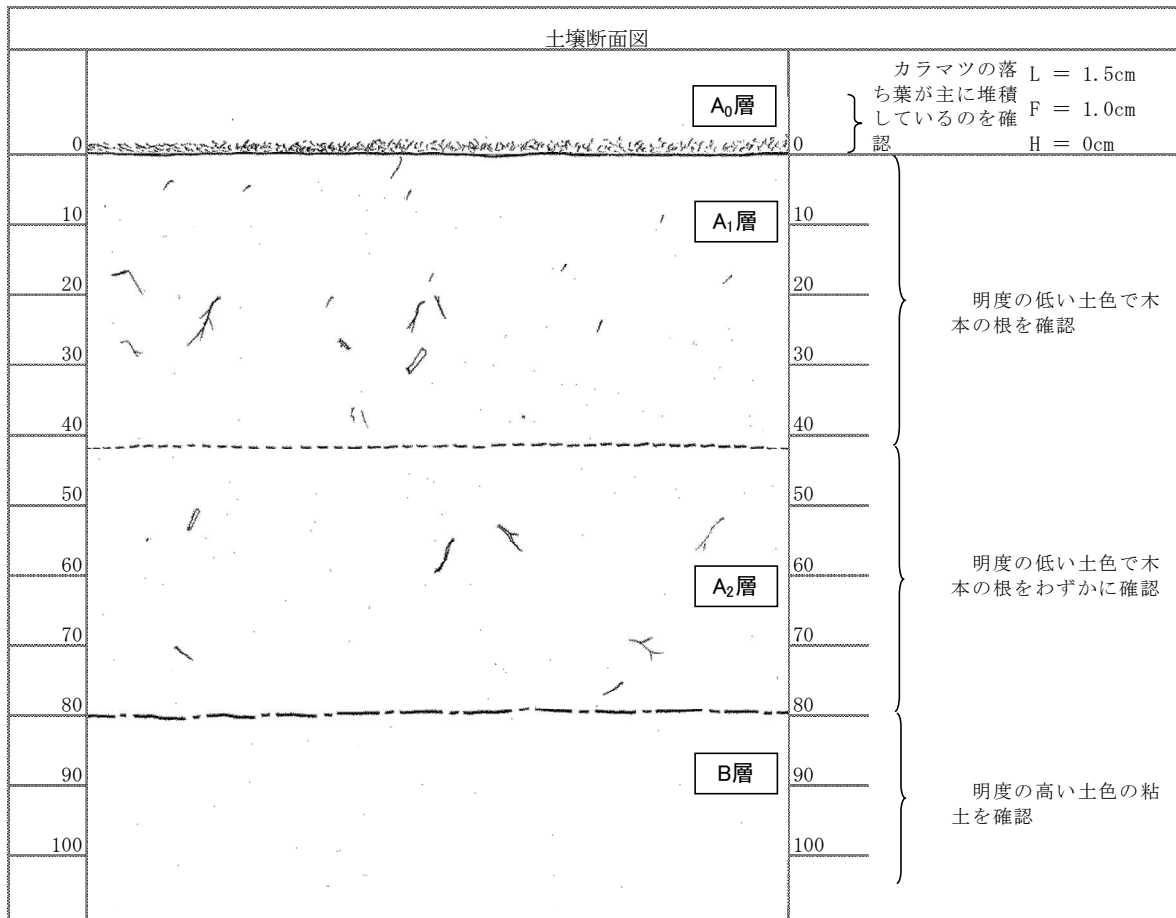 土壌断面図
カラマツの落
ち葉が主に堆積
しているのを確
認
L = 1.5cm
F = 1.0cm
H = 0cm
A₀層
0
0
A₁層
10
10
20
20
明度の低い土色で木
本の根を確認
30
30
40
40
50
50
明度の低い土色で木
本の根をわずかに確認
60
60
A₂層
70
70
80
80
B層
90
90
明度の高い土色の粘
土を確認
100
100